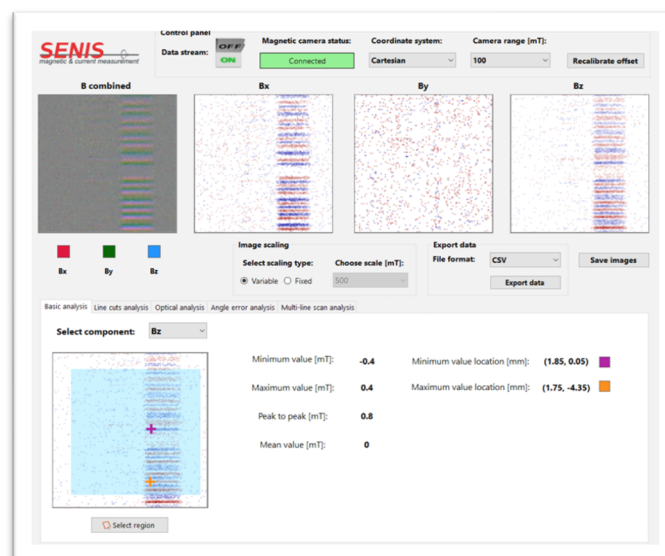 Control panel
SENIS
magnetic & current measurement
Data stream:
OFF
ON
Magnetic camera status:
Connected
Coordinate system:
Cartesian
Camera range [mT]:
100
Recalibrate offset
B combined
Bx
By
Bz
Bx
By
Bz
Image scaling
Select scaling type:
Variable
Fixed
Choose scale [mT]:
500
Export data
File format:
CSV
Export data
Save images
Basic analysis
Line cuts analysis
Optical analysis
Angle error analysis
Multi-line scan analysis
Select component:
Bz
Minimum value [mT]:
-0.4
Minimum value location [mm]:
(1.85, 0.05)
Maximum value [mT]:
0.4
Maximum value location [mm]:
(1.75, -4.35)
Peak to peak [mT]:
0.8
Mean value [mT]:
0
Select region